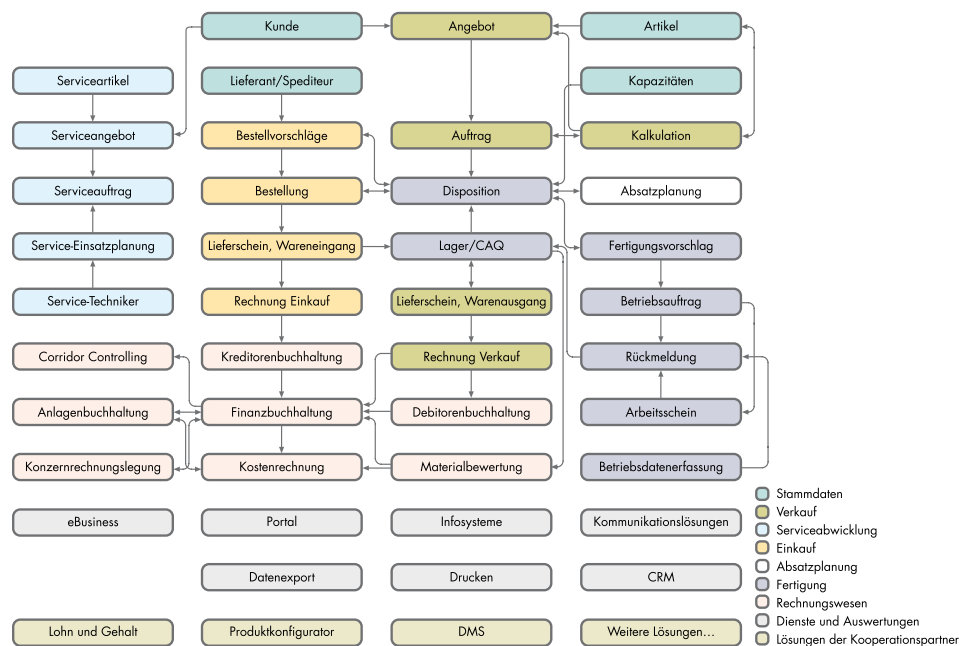 Kunde
Angebot
Artikel
Serviceartikel
Lieferant/Spediteur
Kapazitäten
Serviceangebot
Bestellvorschläge
Auftrag
Kalkulation
Serviceauftrag
Bestellung
Disposition
Absatzplanung
Service-Einsatzplanung
Lieferschein, Wareneingang
Lager/CAQ
Fertigungsvorschlag
Service-Techniker
Rechnung Einkauf
Lieferschein, Warenausgang
Betriebsauftrag
Corridor Controlling
Kreditorenbuchhaltung
Rechnung Verkauf
Rückmeldung
Anlagenbuchhaltung
Finanzbuchhaltung
Debitorenbuchhaltung
Arbeitsschein
Konzernrechnungslegung
Kostenrechnung
Materialbewertung
Betriebsdatenerfassung
eBusiness
Portal
Infosysteme
Kommunikationslösungen
Datenexport
Drucken
CRM
Lohn und Gehalt
Produktkonfigurator
DMS
Weitere Lösungen...
Stammdaten
Verkauf
Serviceabwicklung
Einkauf
Absatzplanung
Fertigung
Rechnungswesen
Dienste und Auswertungen
Lösungen der Kooperationspartner